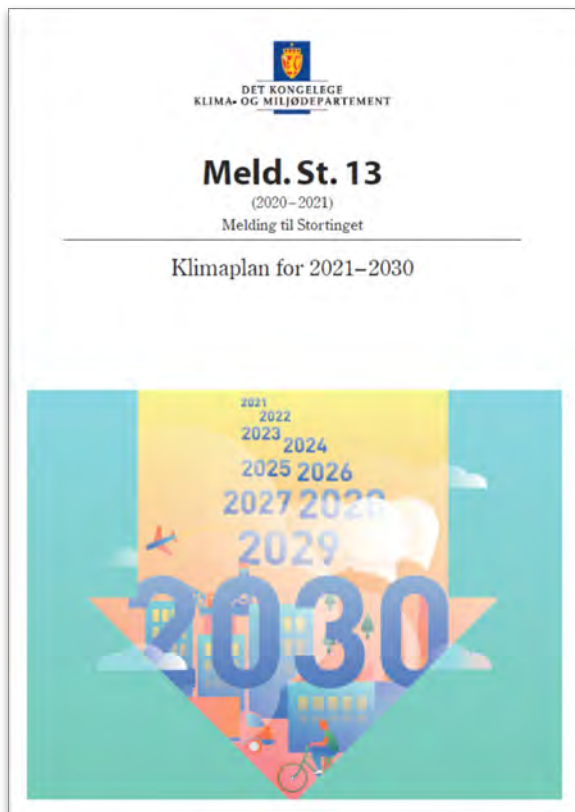 DET KONGELEGE
KLIMA- OG MILJØDEPARTEMENT
Meld. St. 13
(2020–2021)
Melding til Stortinget
Klimaplan for 2021–2030
2021
2022
2023
2024
2025 2026
2027 2028
2029
2030